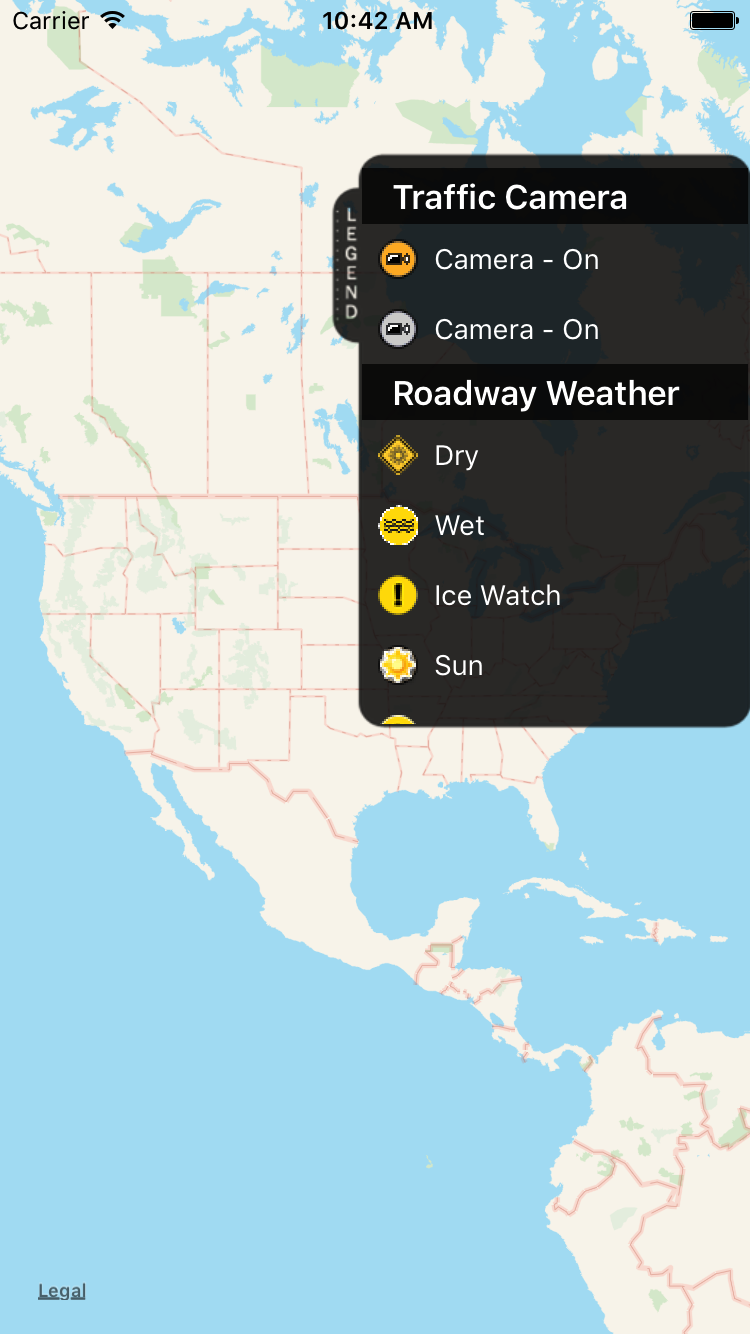 Carrier 10:42 AM
LEGEND
Traffic Camera
Camera - On
Camera - On
Roadway Weather
Dry
Wet
Ice Watch
Sun
Legal